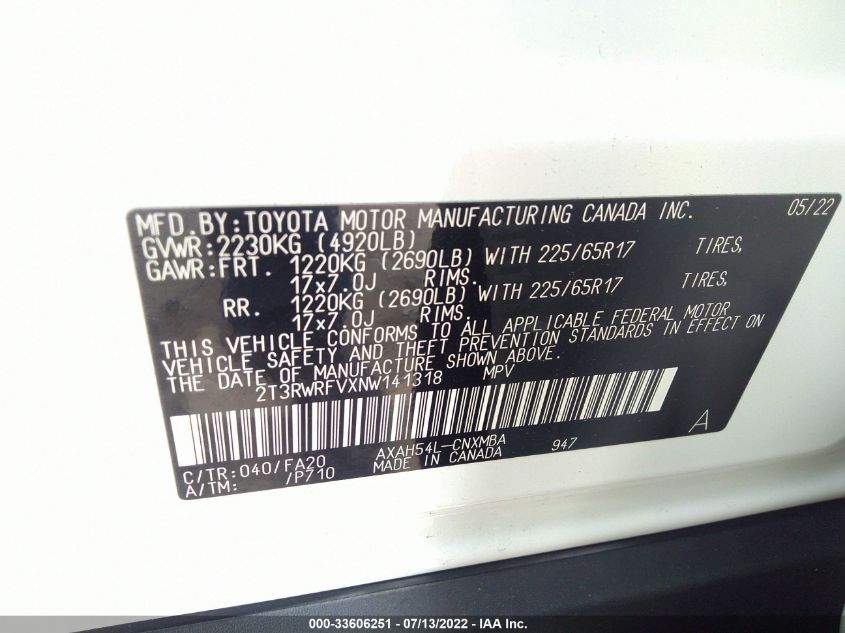 MFD.BY:TOYOTA MOTOR MANUFACTURING CANADA INC. 05/22
GVWR:2230KG (4920LB)
GAWR:FRT. 1220KG (2690LB) WITH 225/65R17 TIRES,
17x7.0J RIMS.
RR. 1220KG (2690LB) WITH 225/65R17 TIRES,
17x7.0J RIMS.
THIS VEHICLE CONFORMS TO ALL APPLICABLE FEDERAL MOTOR
VEHICLE SAFETY AND THEFT PREVENTION STANDARDS IN EFFECT ON
THE DATE OF MANUFACTURE SHOWN ABOVE.
2T3RWRFVXNW141318 MPV
A
C/TR:040/FA20 AXAH54L-CNXMBA 947
A/TM: /P710 MADE IN CANADA
000-33606251 - 07/13/2022 - IAA Inc.